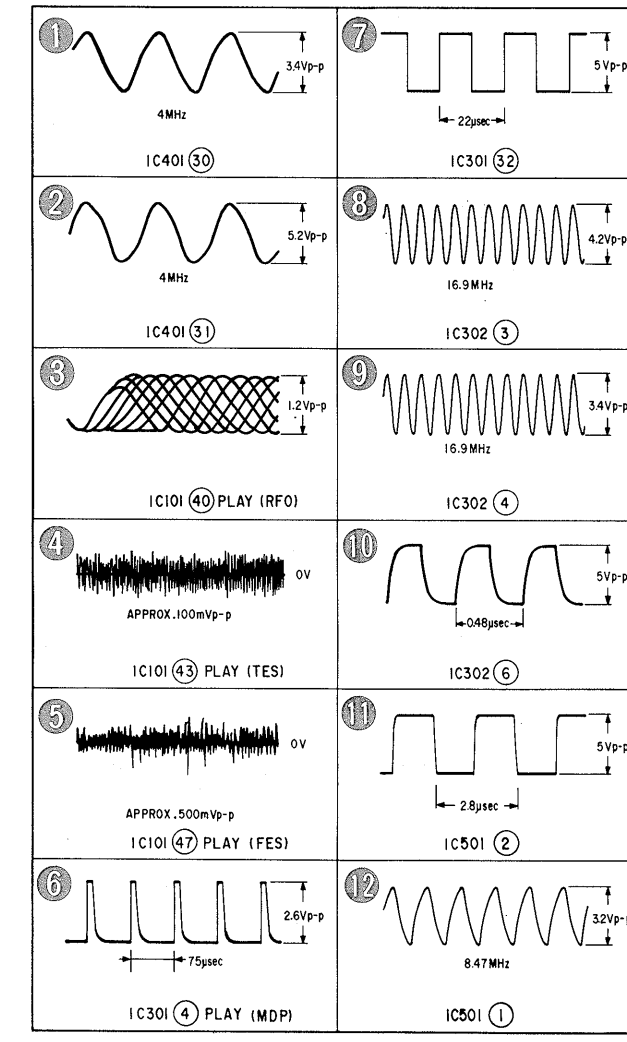 1
3.4Vp-p
4MHz
IC401 30
2
5.2Vp-p
4MHz
IC401 31
3
1.2Vp-p
IC101 40 PLAY (RFO)
4
0V
APPROX.100mVp-p
IC101 43 PLAY (TES)
5
0V
APPROX.500mVp-p
IC101 47 PLAY (FES)
6
2.6Vp-p
75µsec
IC301 4 PLAY (MDP)
7
5Vp-p
22µsec
IC301 32
8
4.2Vp-p
16.9MHz
IC302 3
9
3.4Vp-p
16.9MHz
IC302 4
10
5Vp-p
0.48µsec
IC302 6
11
5Vp-p
2.8µsec
IC501 2
12
3.2Vp-p
8.47MHz
IC501 1